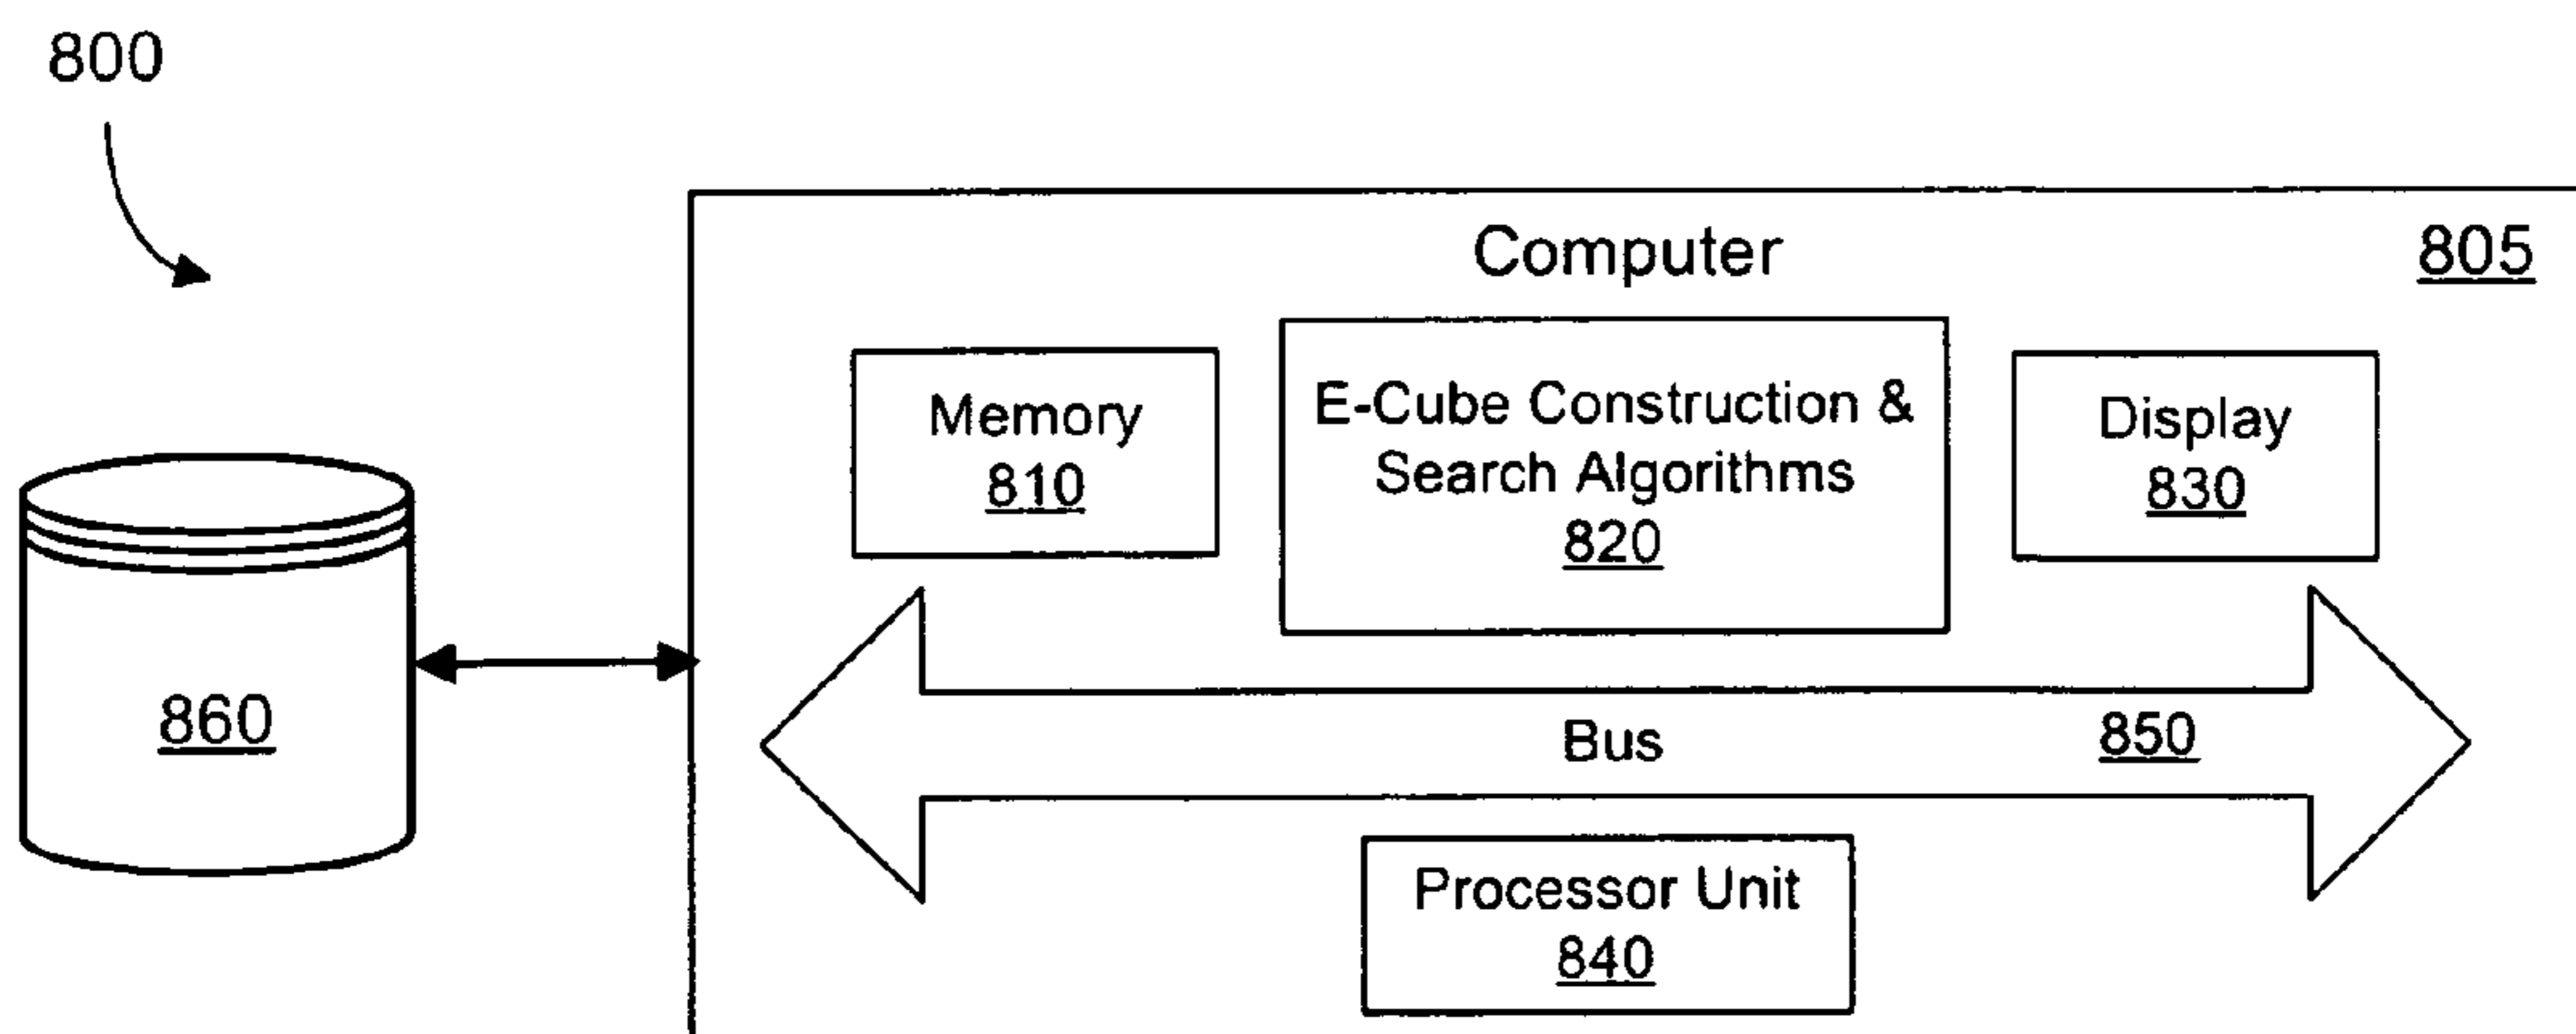 800
Computer
805
Memory
810
E-Cube Construction &
Search Algorithms
820
Display
830
860
Bus
850
Processor Unit
840